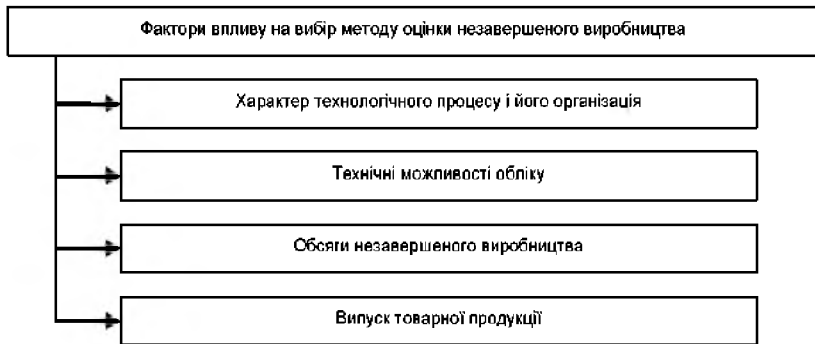 Фактори впливу на вибір методу оцінки незавершеного виробництва
Характер технологічного процесу і його організація
Технічні можливості обліку
Обсяги незавершеного виробництва
Випуск товарної продукції